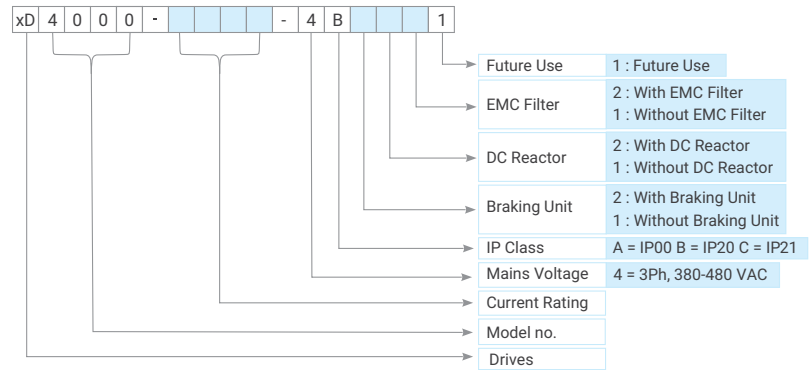 xD 4 0 0 0 - - 4 B 1
Future Use 1 : Future Use
EMC Filter 2 : With EMC Filter
1 : Without EMC Filter
DC Reactor 2 : With DC Reactor
1 : Without DC Reactor
Braking Unit 2 : With Braking Unit
1 : Without Braking Unit
IP Class A = IP00 B = IP20 C = IP21
Mains Voltage 4 = 3Ph, 380-480 VAC
Current Rating
Model no.
Drives